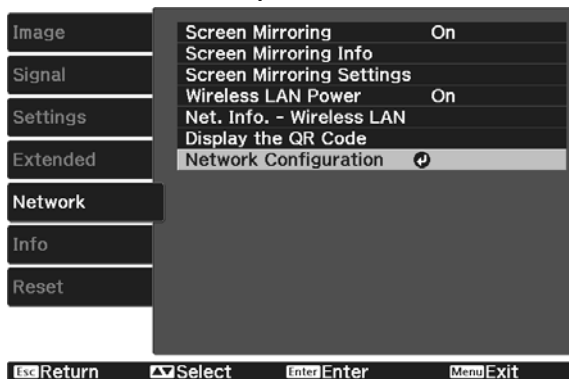 Image
Signal
Settings
Extended
Network
Info
Reset
Screen Mirroring On
Screen Mirroring Info
Screen Mirroring Settings
Wireless LAN Power On
Net. Info. - Wireless LAN
Display the QR Code
Network Configuration
Esc Return Select Enter Enter Menu Exit